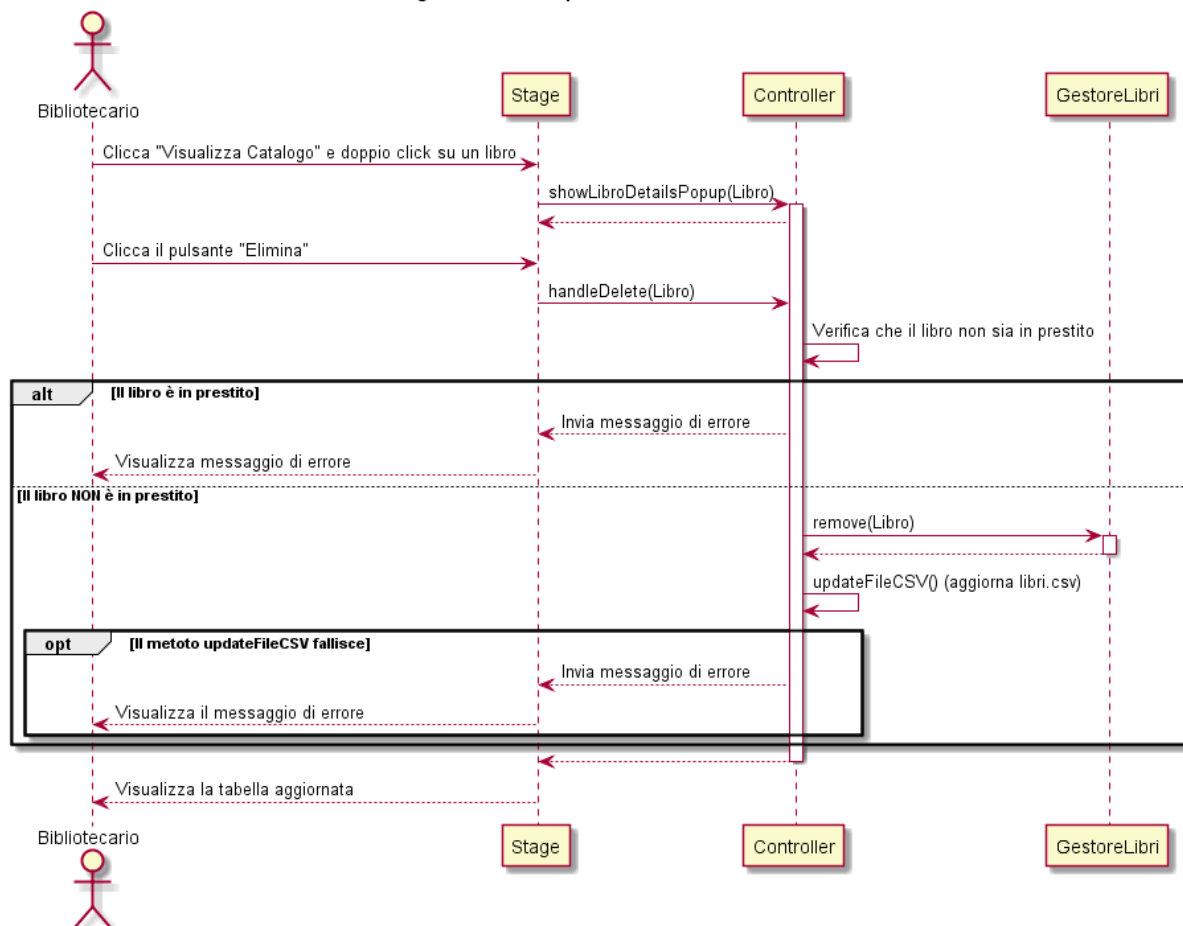 Bibliotecario
Stage
Controller
GestoreLibri
Clicca "Visualizza Catalogo" e doppio click su un libro
showLibroDetailsPopup(Libro)
Clicca il pulsante "Elimina"
handleDelete(Libro)
Verifica che il libro non sia in prestito
alt [Il libro è in prestito]
Invia messaggio di errore
Visualizza messaggio di errore
[Il libro NON è in prestito]
remove(Libro)
updateFileCSV() (aggiorna libri.csv)
opt [Il metoto updateFileCSV fallisce]
Invia messaggio di errore
Visualizza il messaggio di errore
Visualizza la tabella aggiornata
Bibliotecario
Stage
Controller
GestoreLibri